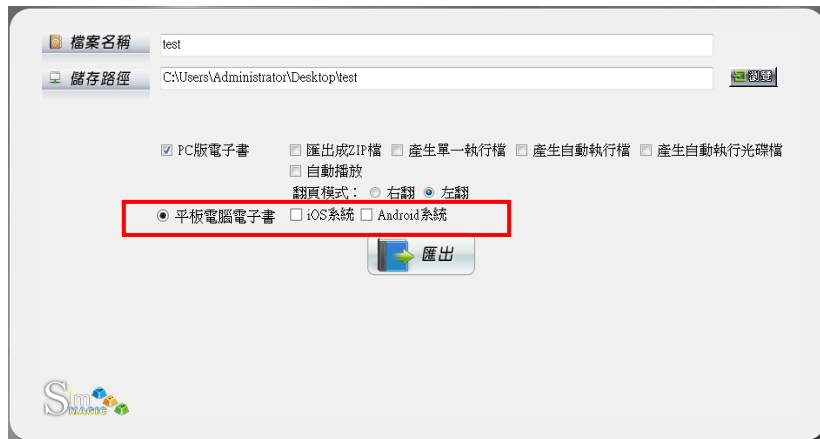 檔案名稱 test
儲存路徑 C:\Users\Administrator\Desktop\test 瀏覽
PC版電子書 匯出成ZIP檔 產生單一執行檔 產生自動執行檔 產生自動執行光碟檔
自動播放
翻頁模式： 右翻 左翻
平板電腦電子書 iOS系統 Android系統
匯出
Sim
MAGIC